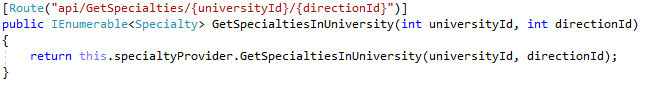 [Route("api/GetSpecialties/{universityId}/{directionId}")]
public IEnumerable<Specialty> GetSpecialtiesInUniversity(int universityId, int directionId)
{
    return this.specialtyProvider.GetSpecialtiesInUniversity(universityId, directionId);
}